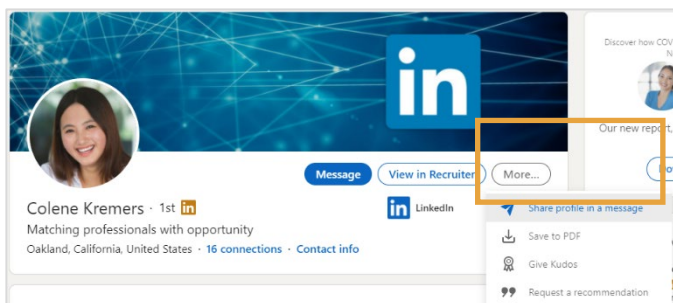 in
Discover how COV
N
Our new report,
Message
View in Recruiter
More...
Colene Kremers · 1st in
in LinkedIn
Matching professionals with opportunity
Oakland, California, United States · 16 connections · Contact info
Share profile in a message
Save to PDF
Give Kudos
Request a recommendation